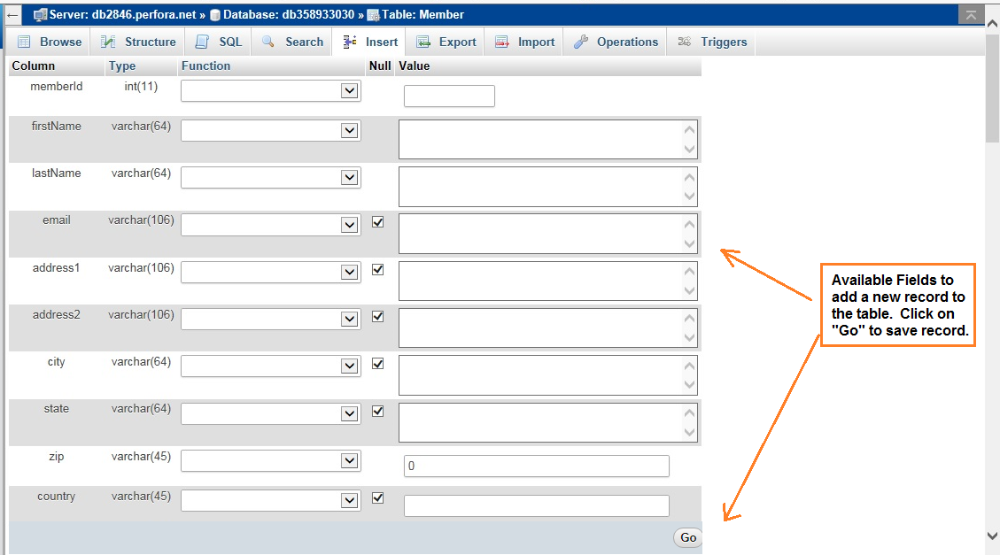 Server: db2846.perfora.net » Database: db358933030 » Table: Member
Browse Structure SQL Search Insert Export Import Operations Triggers
Column Type Function Null Value
memberId int(11)
firstName varchar(64)
lastName varchar(64)
email varchar(106)
address1 varchar(106)
address2 varchar(106)
city varchar(64)
state varchar(64)
zip varchar(45) 0
country varchar(45)
Go
Available Fields to
add a new record to
the table. Click on
"Go" to save record.